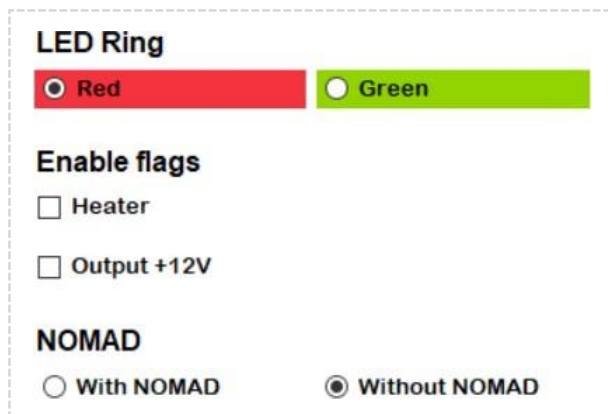 LED Ring
Red Green
Enable flags
Heater
Output +12V
NOMAD
With NOMAD Without NOMAD